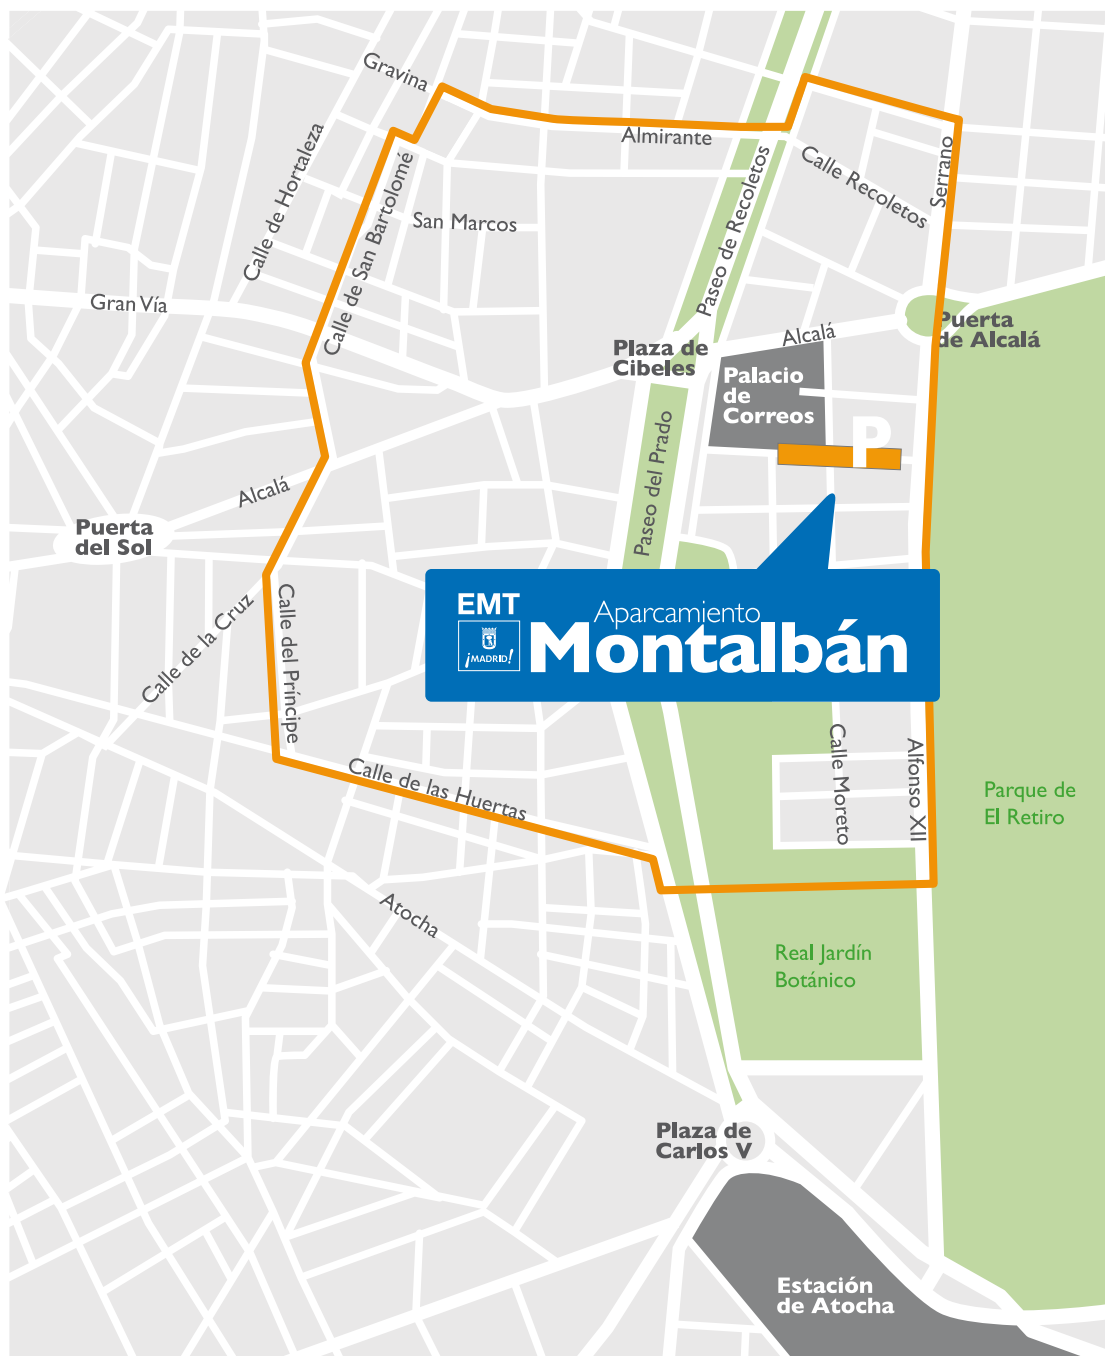 Gravina
Almirante
Calle de Hortaleza
Calle de San Bartolomé
San Marcos
Paseo de Recoletos
Calle Recoletos
Serrano
Gran Vía
Alcalá
Puerta
de Alcalá
Plaza de
Cibeles
Palacio
de
Correos
P
Paseo del Prado
Alcalá
Puerta
del Sol
Calle de la Cruz
Calle del Príncipe
EMT
¡MADRID!
Aparcamiento
Montalbán
Calle de las Huertas
Calle Moreto
Alfonso XII
Parque de
El Retiro
Atocha
Real Jardín
Botánico
Plaza de
Carlos V
Estación
de Atocha